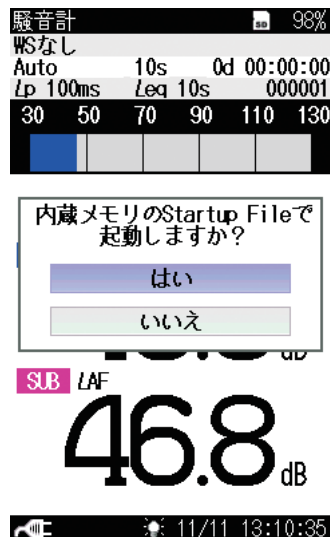 騒音計 SD 98%
WSなし
Auto 10s 0d 00:00:00
Lp 100ms Leq 10s 000001
30 50 70 90 110 130
内蔵メモリのStartup Fileで
起動しますか？
はい
いいえ
dB
SUB LAF
46.8 dB
11/11 13:10:35